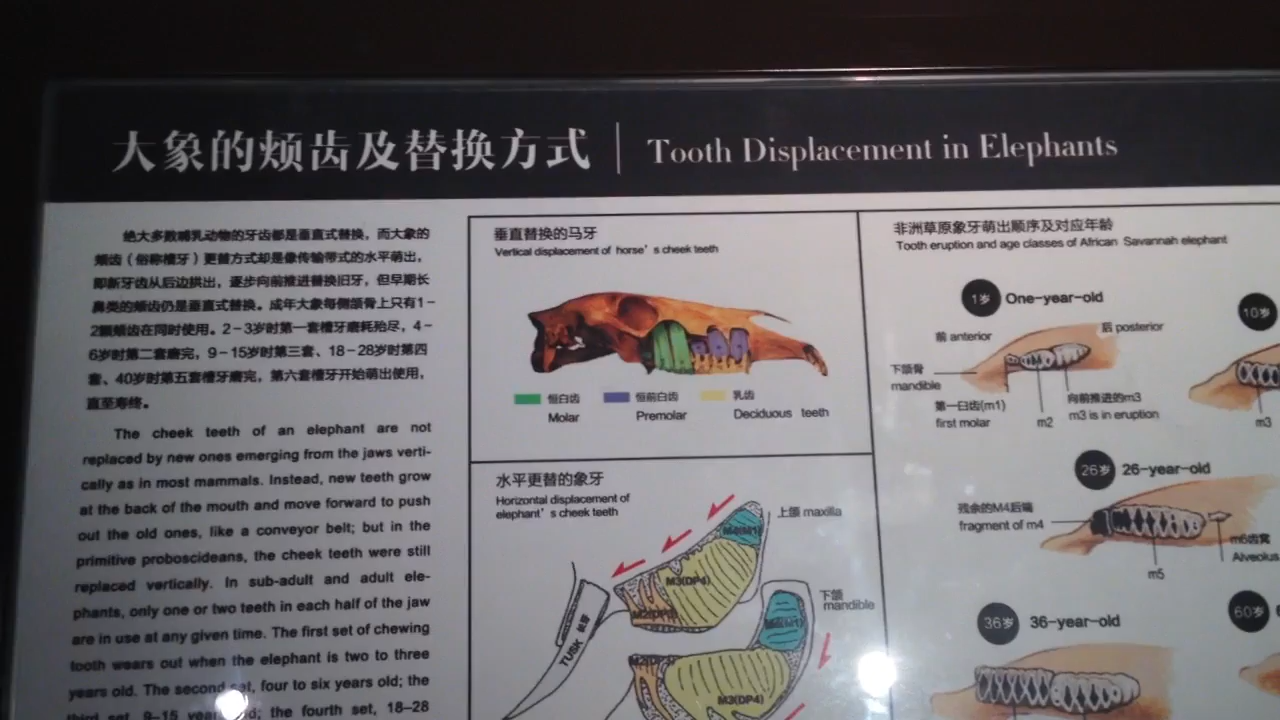 大象的颊齿及替换方式 | Tooth Displacement in Elephants
绝大多数哺乳动物的牙齿都是垂直式替换，而大象的
颊齿（俗称槽牙）更替方式却是像传输带式的水平萌出，
即新牙齿从后边拱出，逐步向前推进替换旧牙，但早期长
鼻类的颊齿仍是垂直式替换。成年大象每侧颌骨上只有1-
2颗颊齿在同时使用。2-3岁时第一套槽牙磨耗殆尽，4-
6岁时第二套磨完，9-15岁时第三套、18-28岁时第四
套、40岁时第五套槽牙磨完，第六套槽牙开始萌出使用，
直至寿终。
The cheek teeth of an elephant are not
replaced by new ones emerging from the jaws verti-
cally as in most mammals. Instead, new teeth grow
at the back of the mouth and move forward to push
out the old ones, like a conveyor belt; but in the
primitive proboscideans, the cheek teeth were still
replaced vertically. In sub-adult and adult ele-
phants, only one or two teeth in each half of the jaw
are in use at any given time. The first set of chewing
tooth wears out when the elephant is two to three
years old. The second set, four to six years old; the
third set, 9–15 years old; the fourth set, 18–28
垂直替换的马牙
Vertical displacement of horse's cheek teeth
恒臼齿
Molar
恒前臼齿
Premolar
乳齿
Deciduous teeth
水平更替的象牙
Horizontal displacement of
elephant's cheek teeth
上颌 maxilla
M3(DP4)
TUSK
下颌
mandible
M3(DP4)
非洲草原象牙萌出顺序及对应年龄
Tooth eruption and age classes of African Savannah elephant
1岁 One-year-old
前 anterior
后 posterior
下颌骨
mandible
第一臼齿(m1)
first molar
m2
向前推进的m3
m3 is in eruption
10岁
m3
26岁 26-year-old
残余的M4后端
fragment of m4
m5
m6齿窝
Alveolus
36岁 36-year-old
60岁